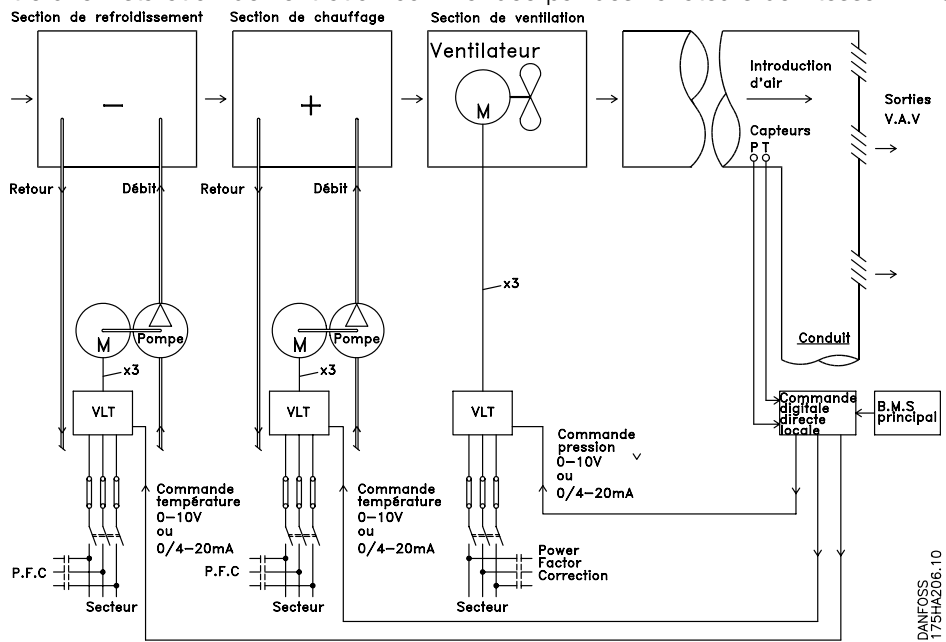 Section de refroidissement
Section de chauffage
Section de ventilation
Ventilateur
M
Introduction
d'air
Sorties
V.A.V
Capteurs
P T
Retour
Débit
Retour
Débit
x3
Conduit
M
Pompe
M
Pompe
x3
x3
VLT
VLT
VLT
Commande
digitale
directe
locale
B.M.S
principal
Commande
pression
0-10V
ou
0/4-20mA
Commande
température
0-10V
ou
0/4-20mA
Commande
température
0-10V
ou
0/4-20mA
P.F.C
P.F.C
Power
Factor
Correction
Secteur
Secteur
Secteur
DANFOSS
175HA206.10